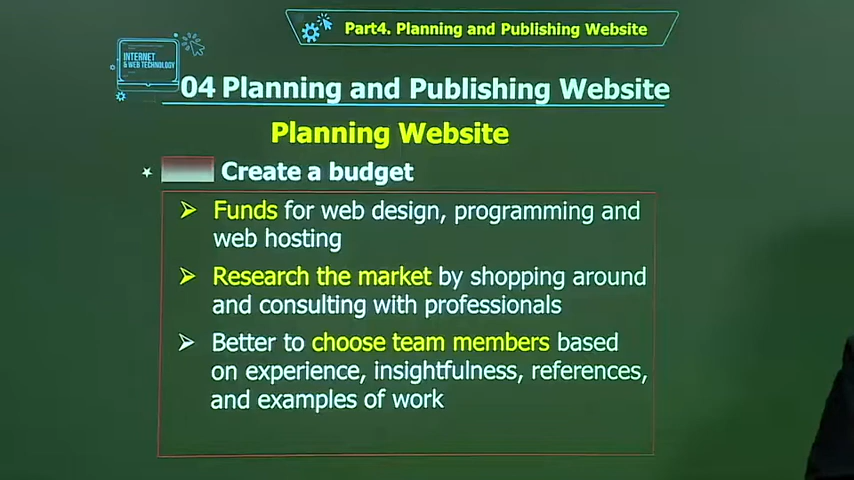 Part4. Planning and Publishing Website
INTERNET
& WEB TECHNOLOGY
04 Planning and Publishing Website
Planning Website
Create a budget
Funds for web design, programming and
web hosting
Research the market by shopping around
and consulting with professionals
Better to choose team members based
on experience, insightfulness, references,
and examples of work